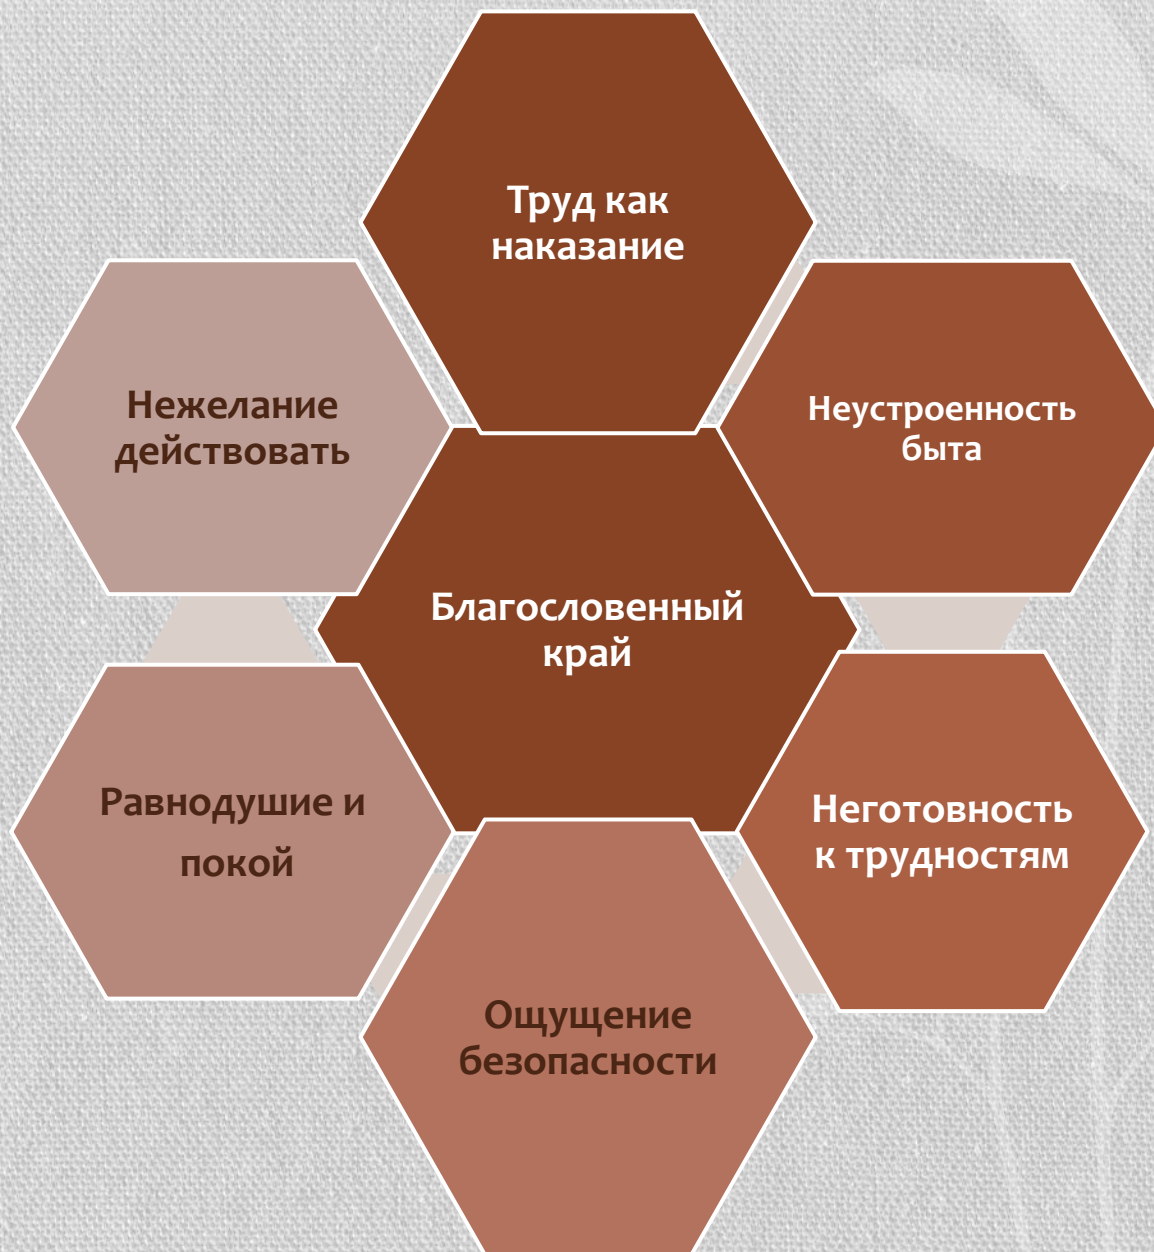 Труд как
наказание
Нежелание
действовать
Неустроенность
быта
Благословенный
край
Равнодушие и
покой
Неготовность
к трудностям
Ощущение
безопасности